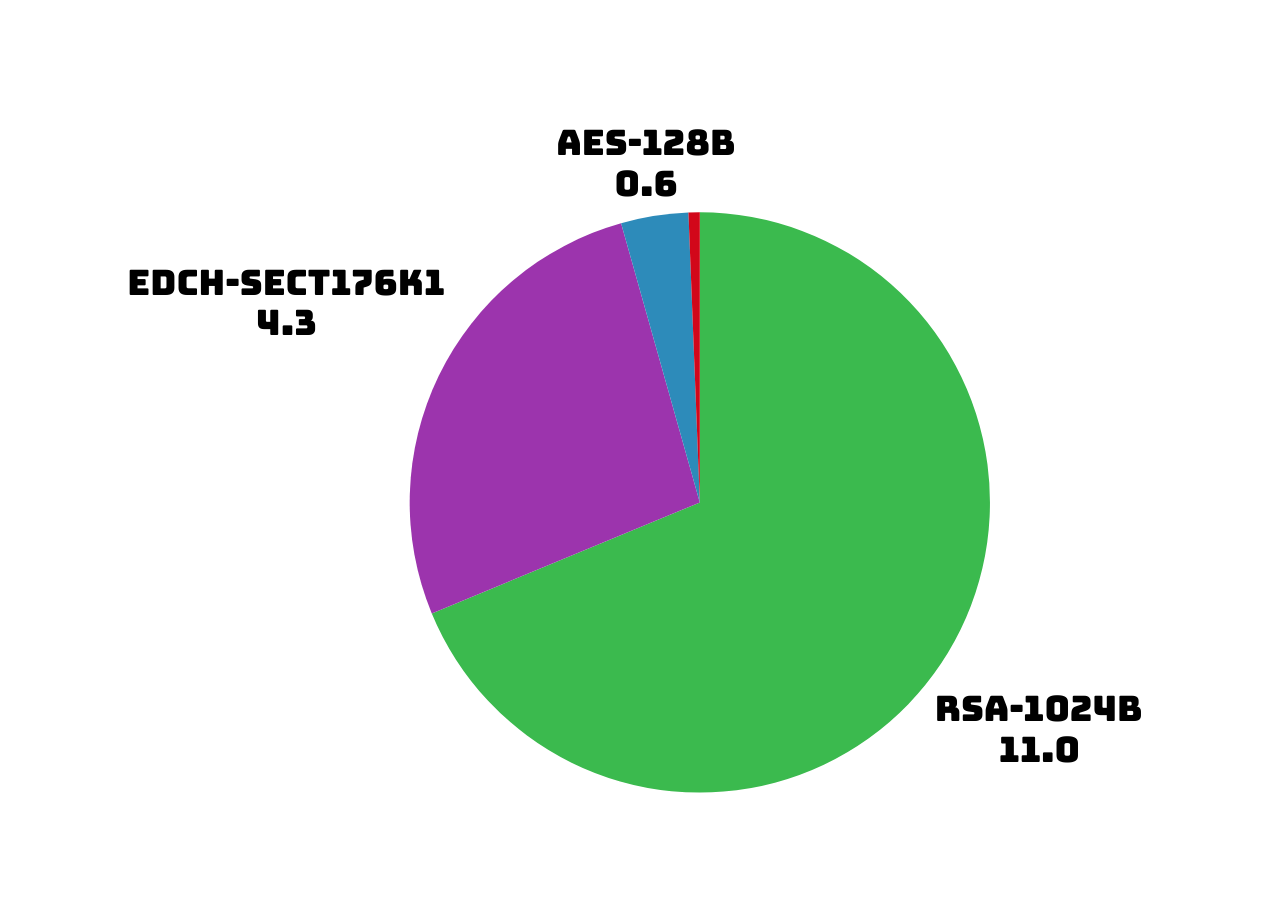 AES-128B
0.6
EDCH-SECT176K1
4.3
RSA-1024B
11.0